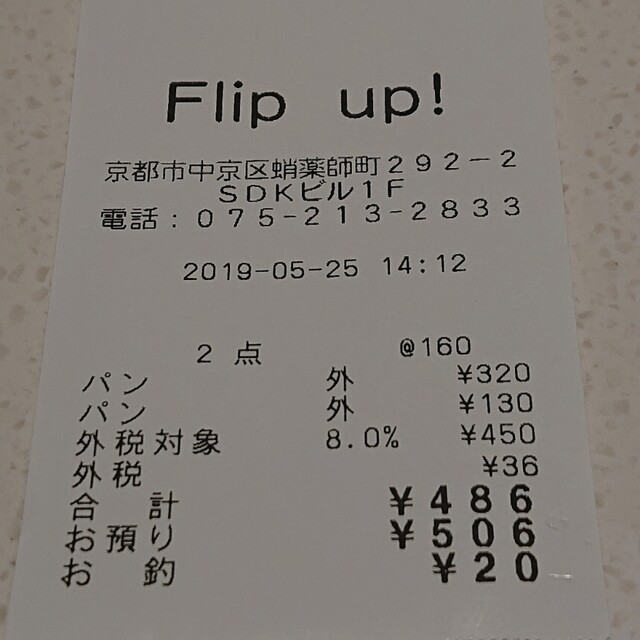 Flip up!
京都市中京区蛸薬師町２９２－２
ＳＤＫビル１Ｆ
電話：０７５－２１３－２８３３
2019-05-25 14:12
２ 点 @160
パン 外 ¥320
パン 外 ¥130
外税対象 8.0% ¥450
外税 ¥36
合 計 ¥486
お預り ¥506
お 釣 ¥20